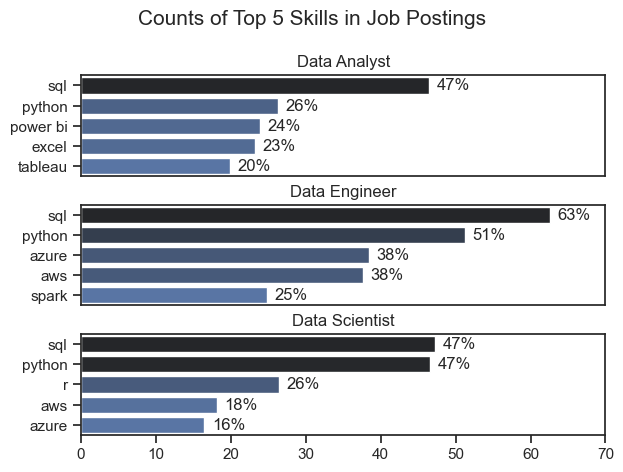 Counts of Top 5 Skills in Job Postings
Data Analyst
sql 47%
python 26%
power bi 24%
excel 23%
tableau 20%
Data Engineer
sql 63%
python 51%
azure 38%
aws 38%
spark 25%
Data Scientist
sql 47%
python 47%
r 26%
aws 18%
azure 16%
0 10 20 30 40 50 60 70